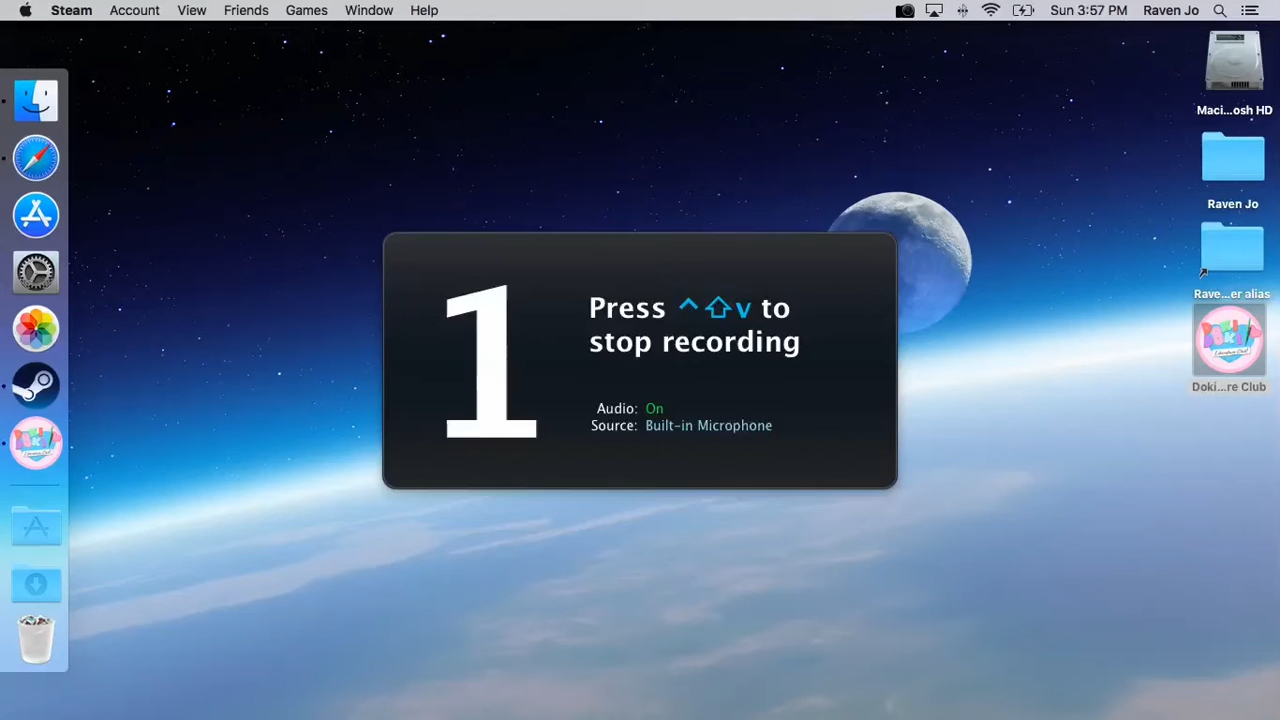 Steam Account View Friends Games Window Help Sun 3:57 PM Raven Jo
Maci...osh HD
Raven Jo
Rave...er alias
Doki...re Club
1
Press ^⇧v to
stop recording
Audio: On
Source: Built-in Microphone